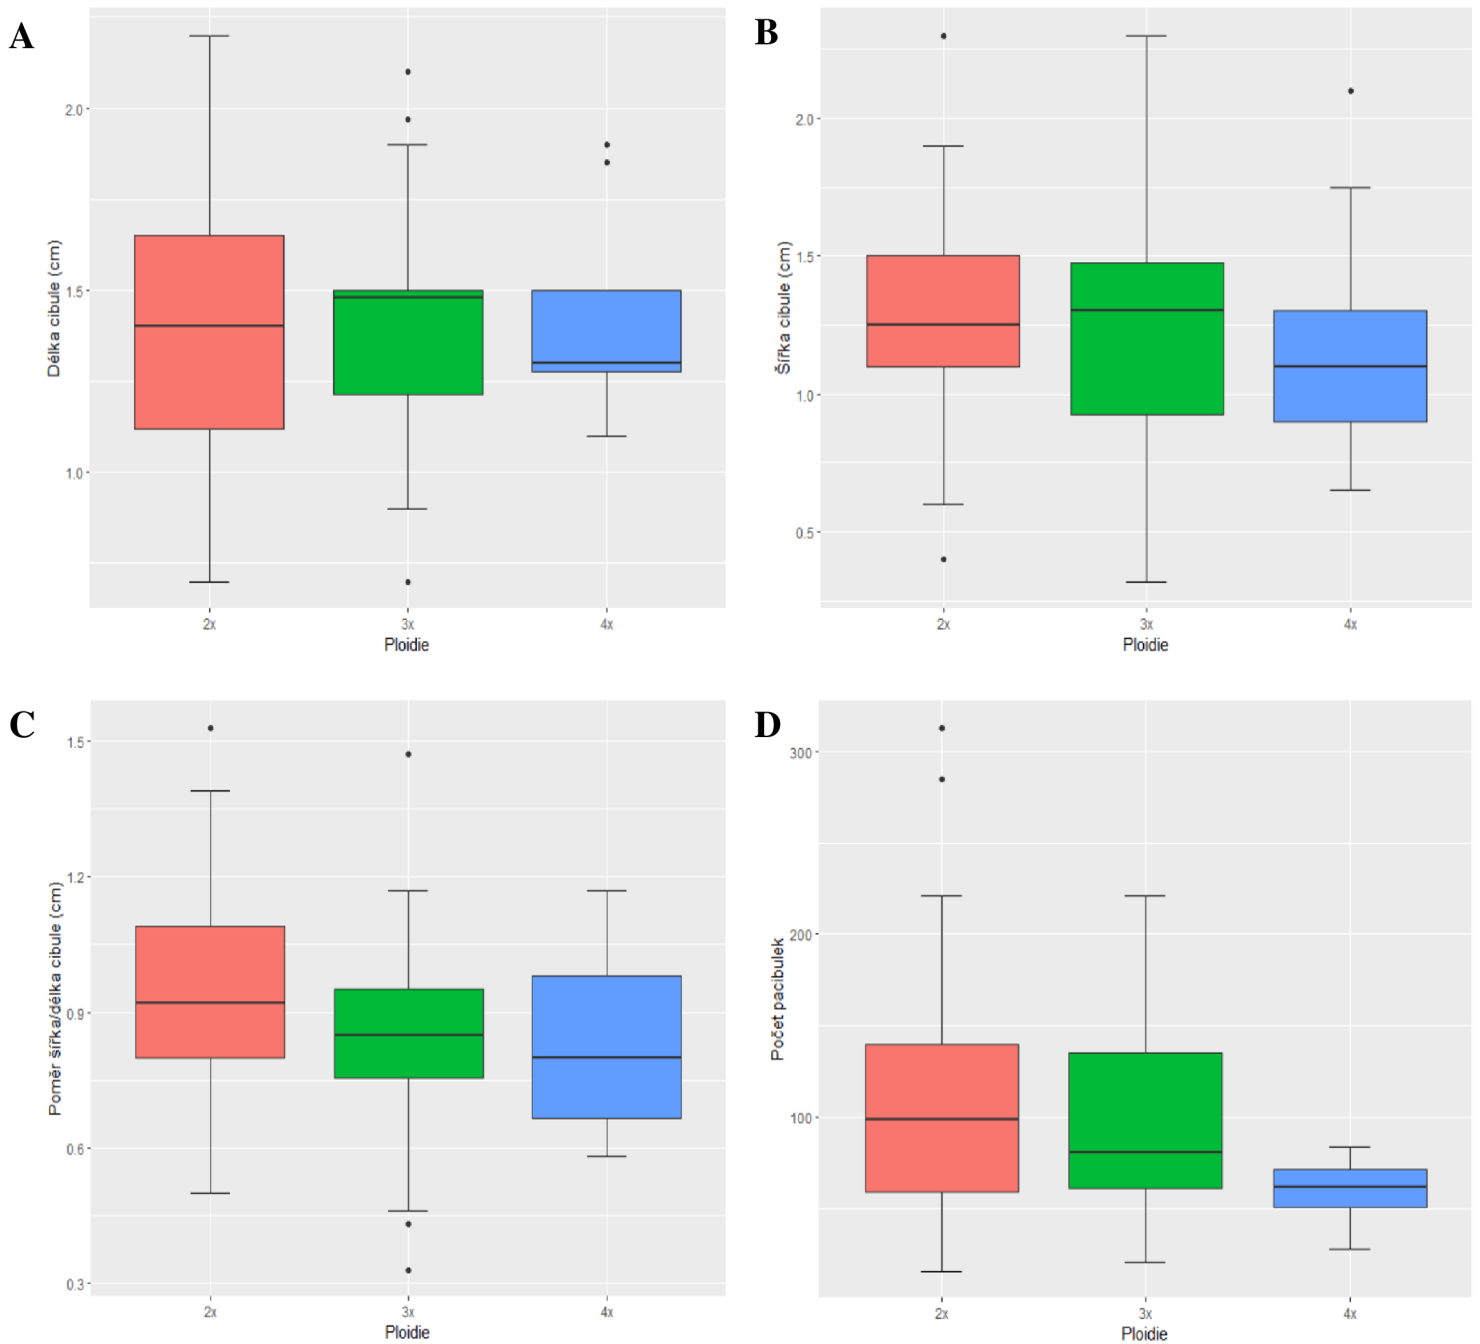 A
Délka cibule (cm)
2.0
1.5
1.0
2x
3x
4x
Ploidie
B
Šířka cibule (cm)
2.0
1.5
1.0
0.5
2x
3x
4x
Ploidie
C
Poměr šířka/délka cibule (cm)
1.5
1.2
0.9
0.6
0.3
2x
3x
4x
Ploidie
D
Počet pacibulek
300
200
100
2x
3x
4x
Ploidie